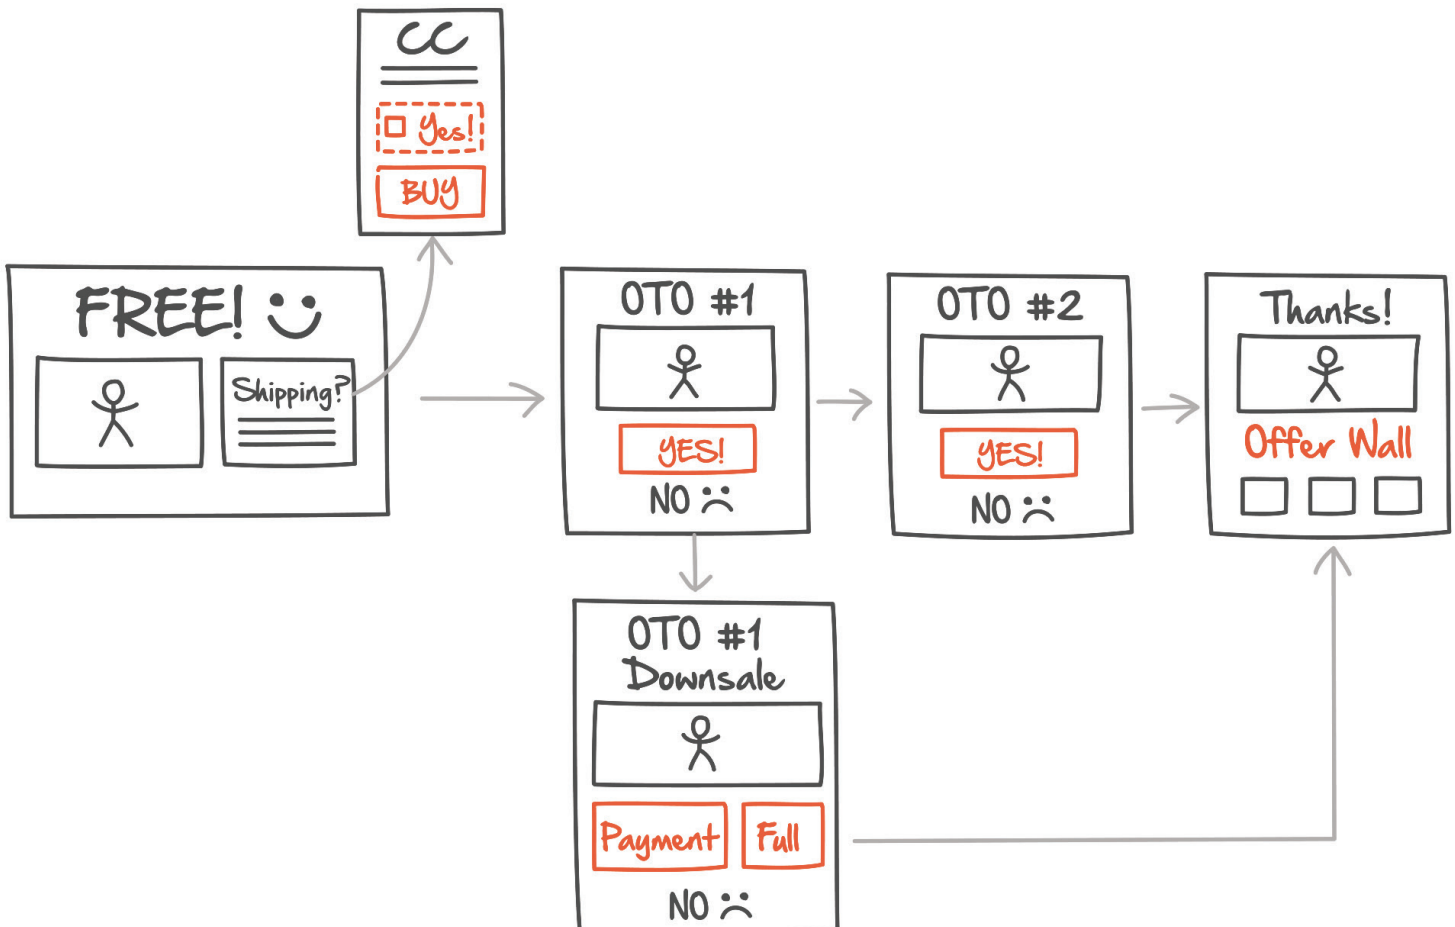 CC
Yes!
BUY
FREE!
Shipping?
OTO #1
YES!
NO
OTO #2
YES!
NO
Thanks!
Offer Wall
OTO #1
Downsale
Payment
Full
NO